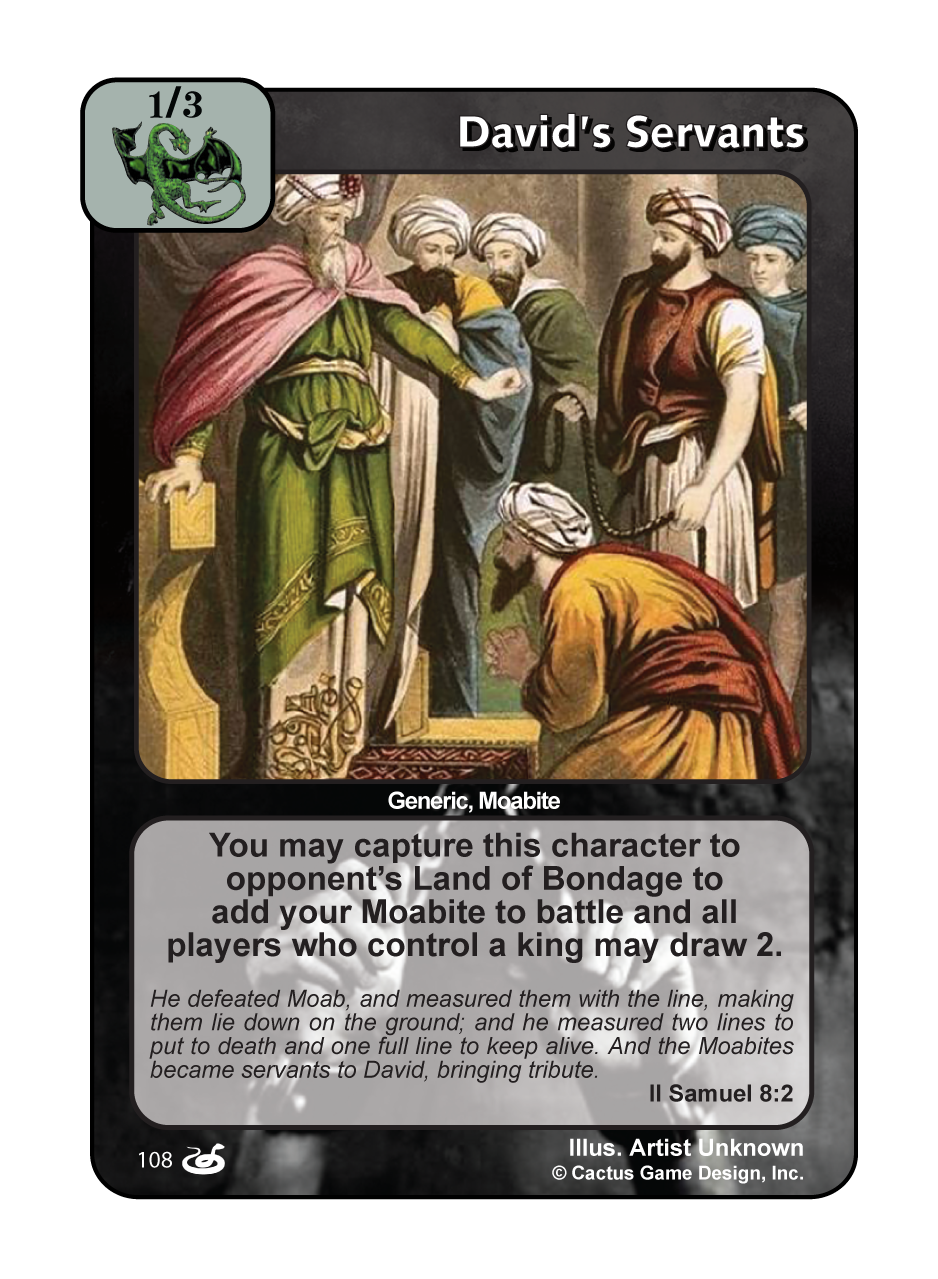 1/3
David's Servants
Generic, Moabite
You may capture this character to
opponent’s Land of Bondage to
add your Moabite to battle and all
players who control a king may draw 2.
He defeated Moab, and measured them with the line, making
them lie down on the ground; and he measured two lines to
put to death and one full line to keep alive. And the Moabites
became servants to David, bringing tribute.
II Samuel 8:2
108
Illus. Artist Unknown
© Cactus Game Design, Inc.